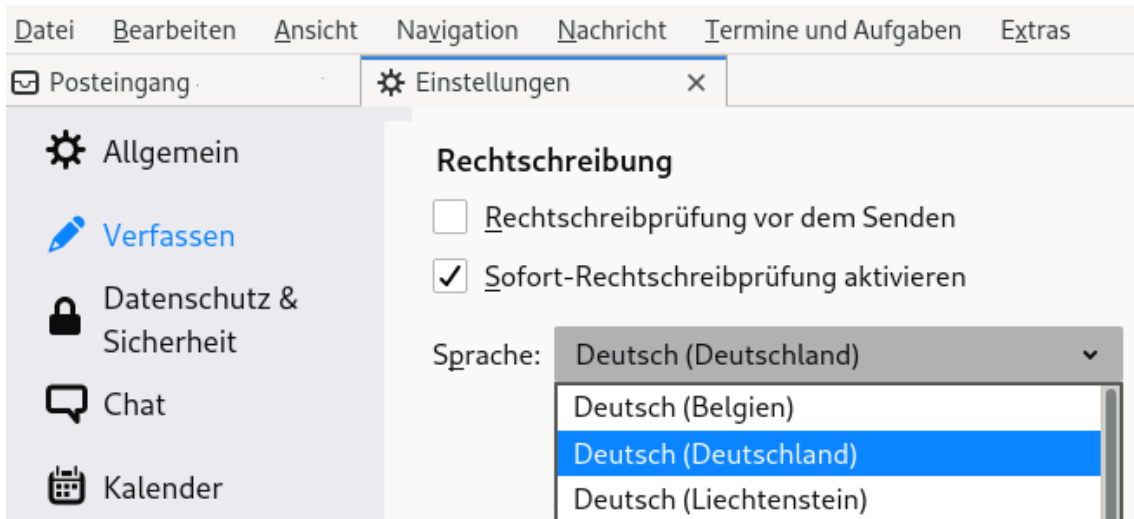 Datei Bearbeiten Ansicht Navigation Nachricht Termine und Aufgaben Extras
Posteingang Einstellungen
Allgemein
Verfassen
Datenschutz &
Sicherheit
Chat
Kalender
Rechtschreibung
Rechtschreibprüfung vor dem Senden
Sofort-Rechtschreibprüfung aktivieren
Sprache: Deutsch (Deutschland)
Deutsch (Belgien)
Deutsch (Deutschland)
Deutsch (Liechtenstein)